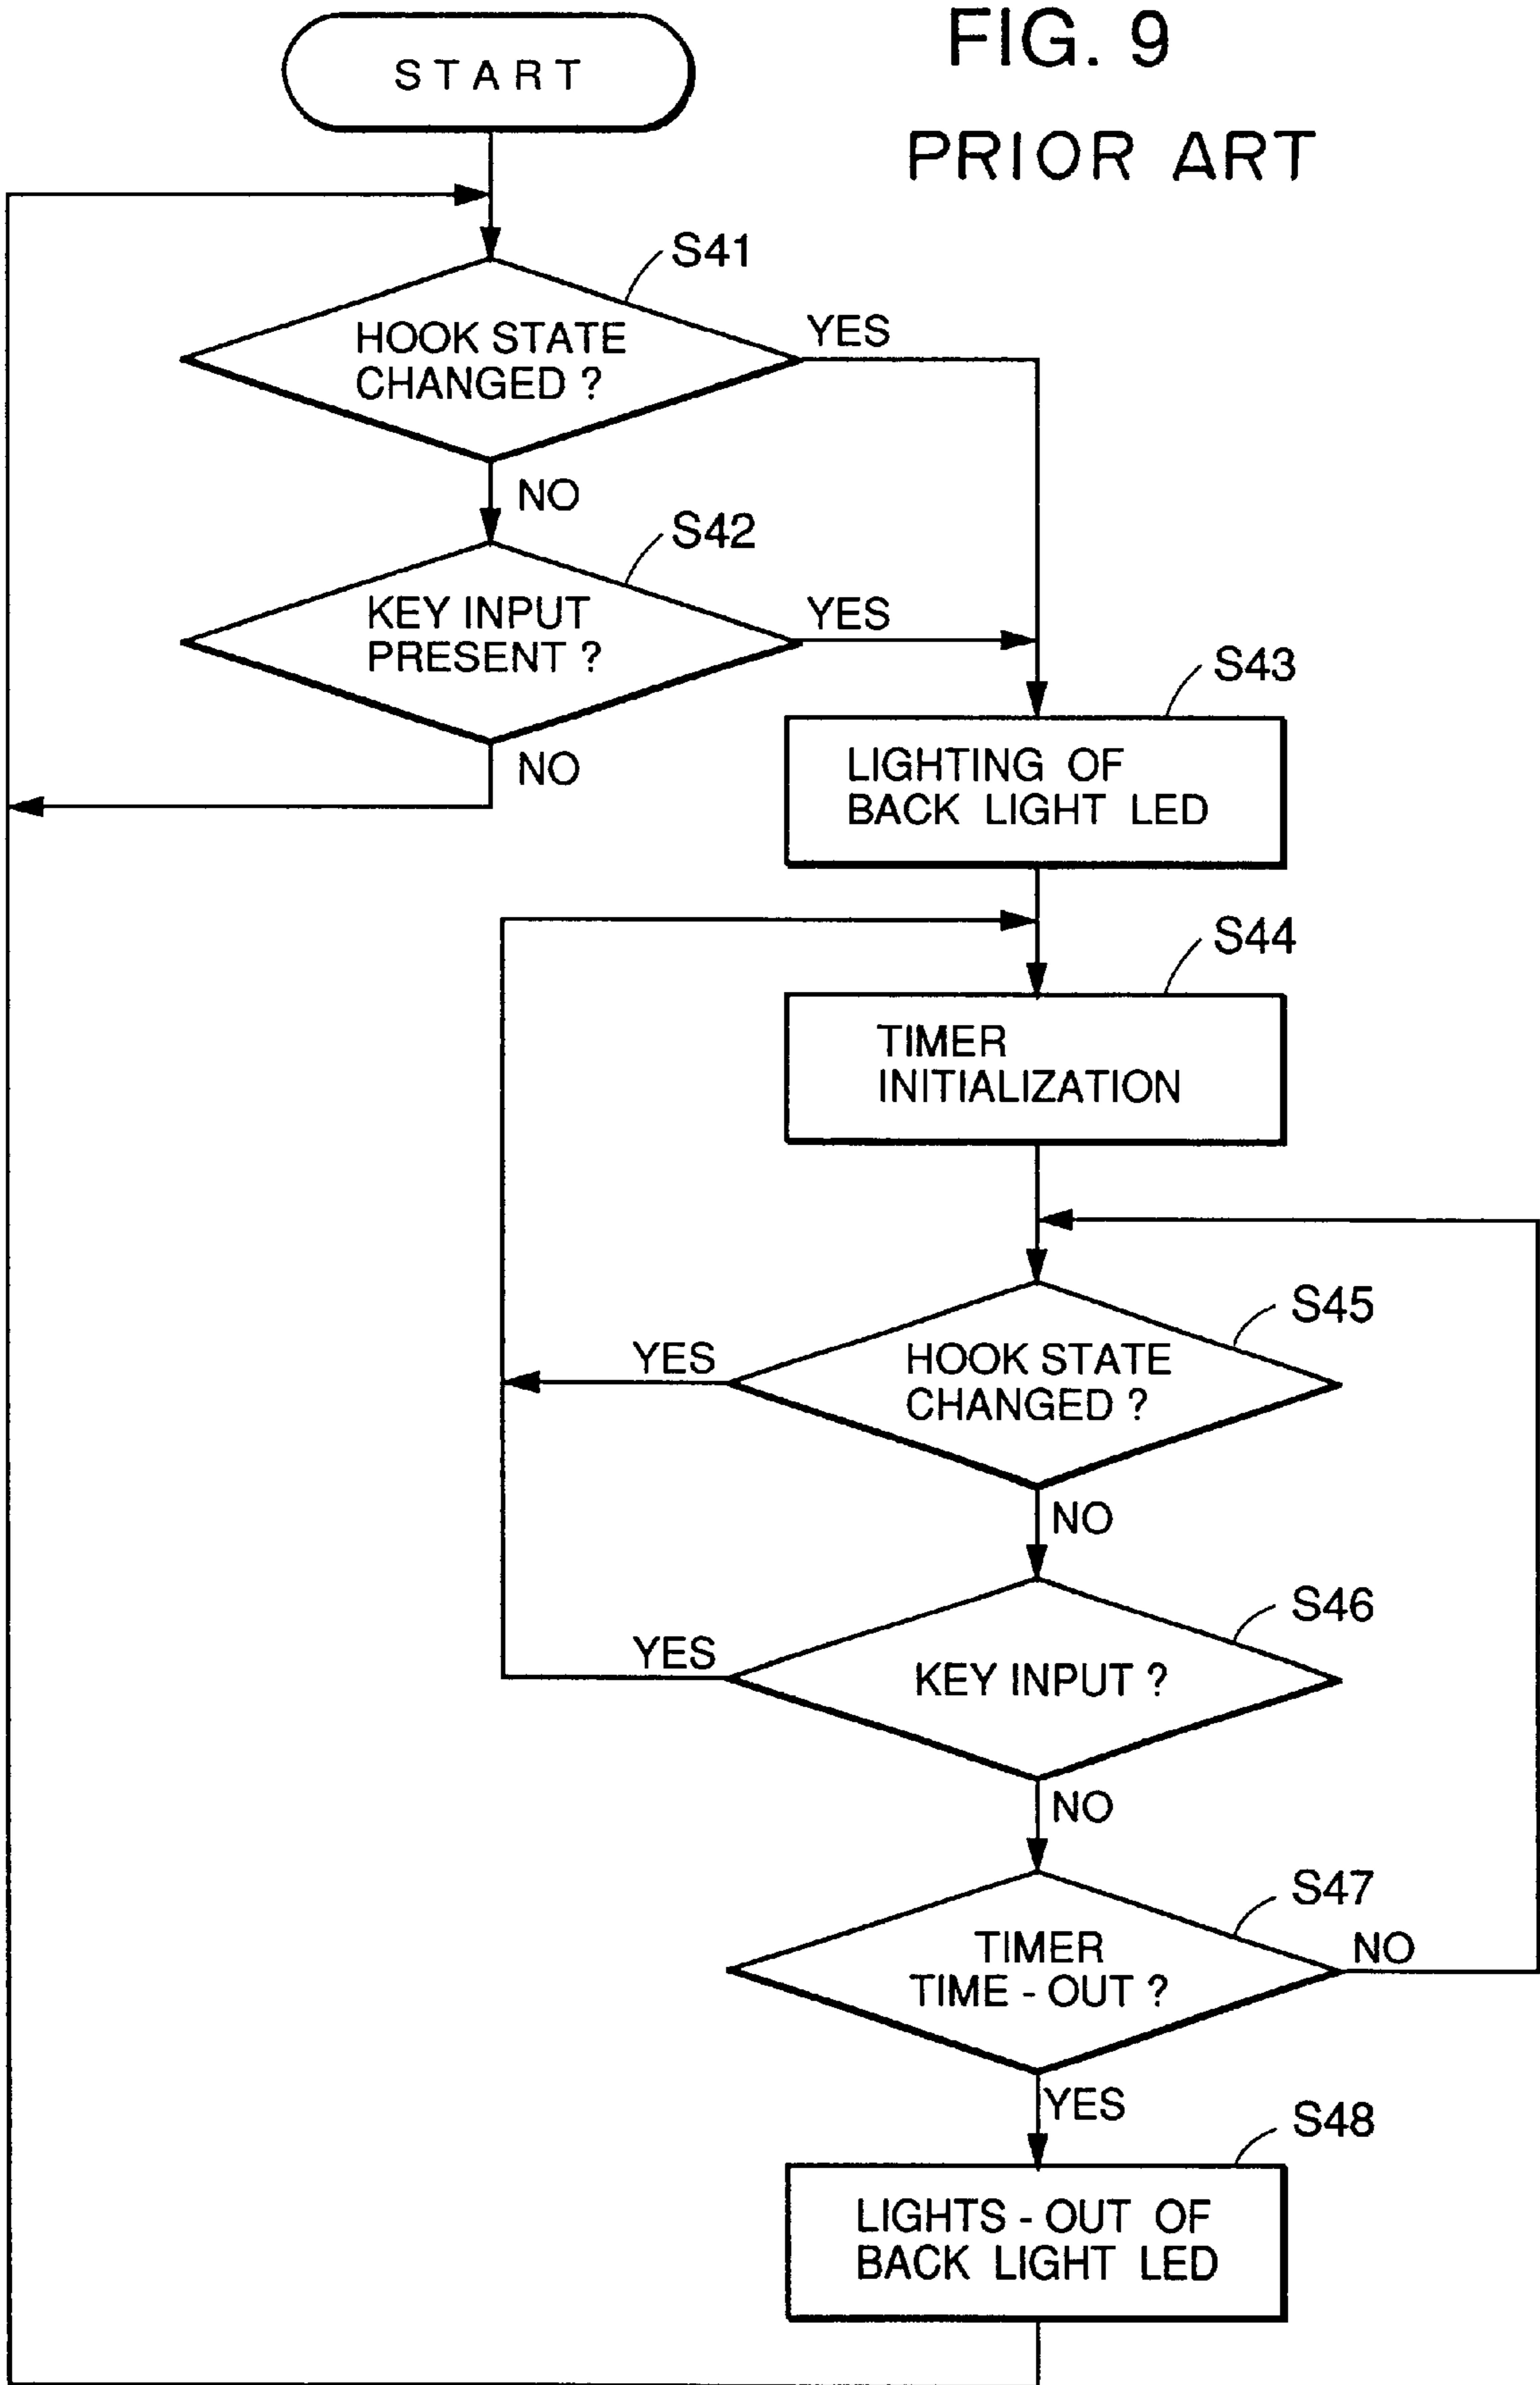 FIG. 9
PRIOR ART
START
S41
HOOK STATE
CHANGED ?
YES
NO
S42
KEY INPUT
PRESENT ?
YES
NO
S43
LIGHTING OF
BACK LIGHT LED
S44
TIMER
INITIALIZATION
S45
HOOK STATE
CHANGED ?
YES
NO
S46
KEY INPUT ?
YES
NO
S47
TIMER
TIME - OUT ?
NO
YES
S48
LIGHTS - OUT OF
BACK LIGHT LED